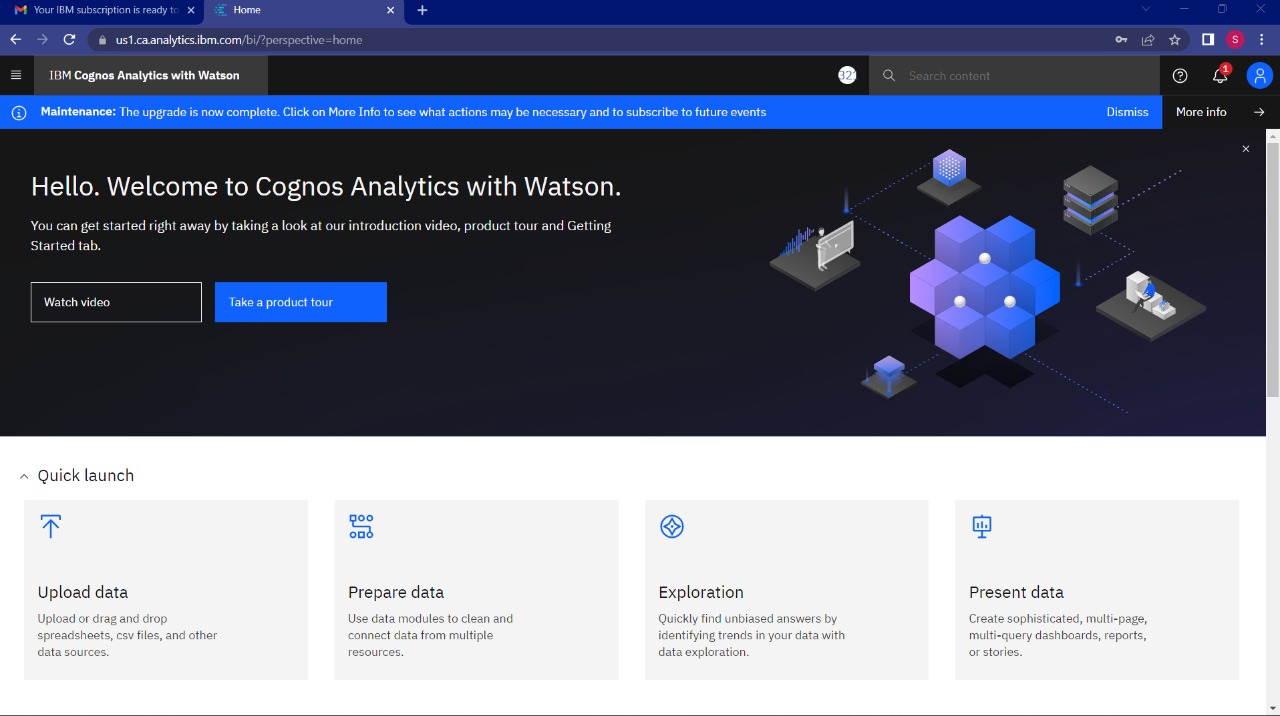 Your IBM subscription is ready to
Home
us1.ca.analytics.ibm.com/bi/?perspective=home
S
IBM Cognos Analytics with Watson
Search content
1
Maintenance: The upgrade is now complete. Click on More Info to see what actions may be necessary and to subscribe to future events
Dismiss
More info
Hello. Welcome to Cognos Analytics with Watson.
You can get started right away by taking a look at our introduction video, product tour and Getting
Started tab.
Watch video
Take a product tour
Quick launch
Upload data
Upload or drag and drop
spreadsheets, csv files, and other
data sources.
Prepare data
Use data modules to clean and
connect data from multiple
resources.
Exploration
Quickly find unbiased answers by
identifying trends in your data with
data exploration.
Present data
Create sophisticated, multi-page,
multi-query dashboards, reports,
or stories.